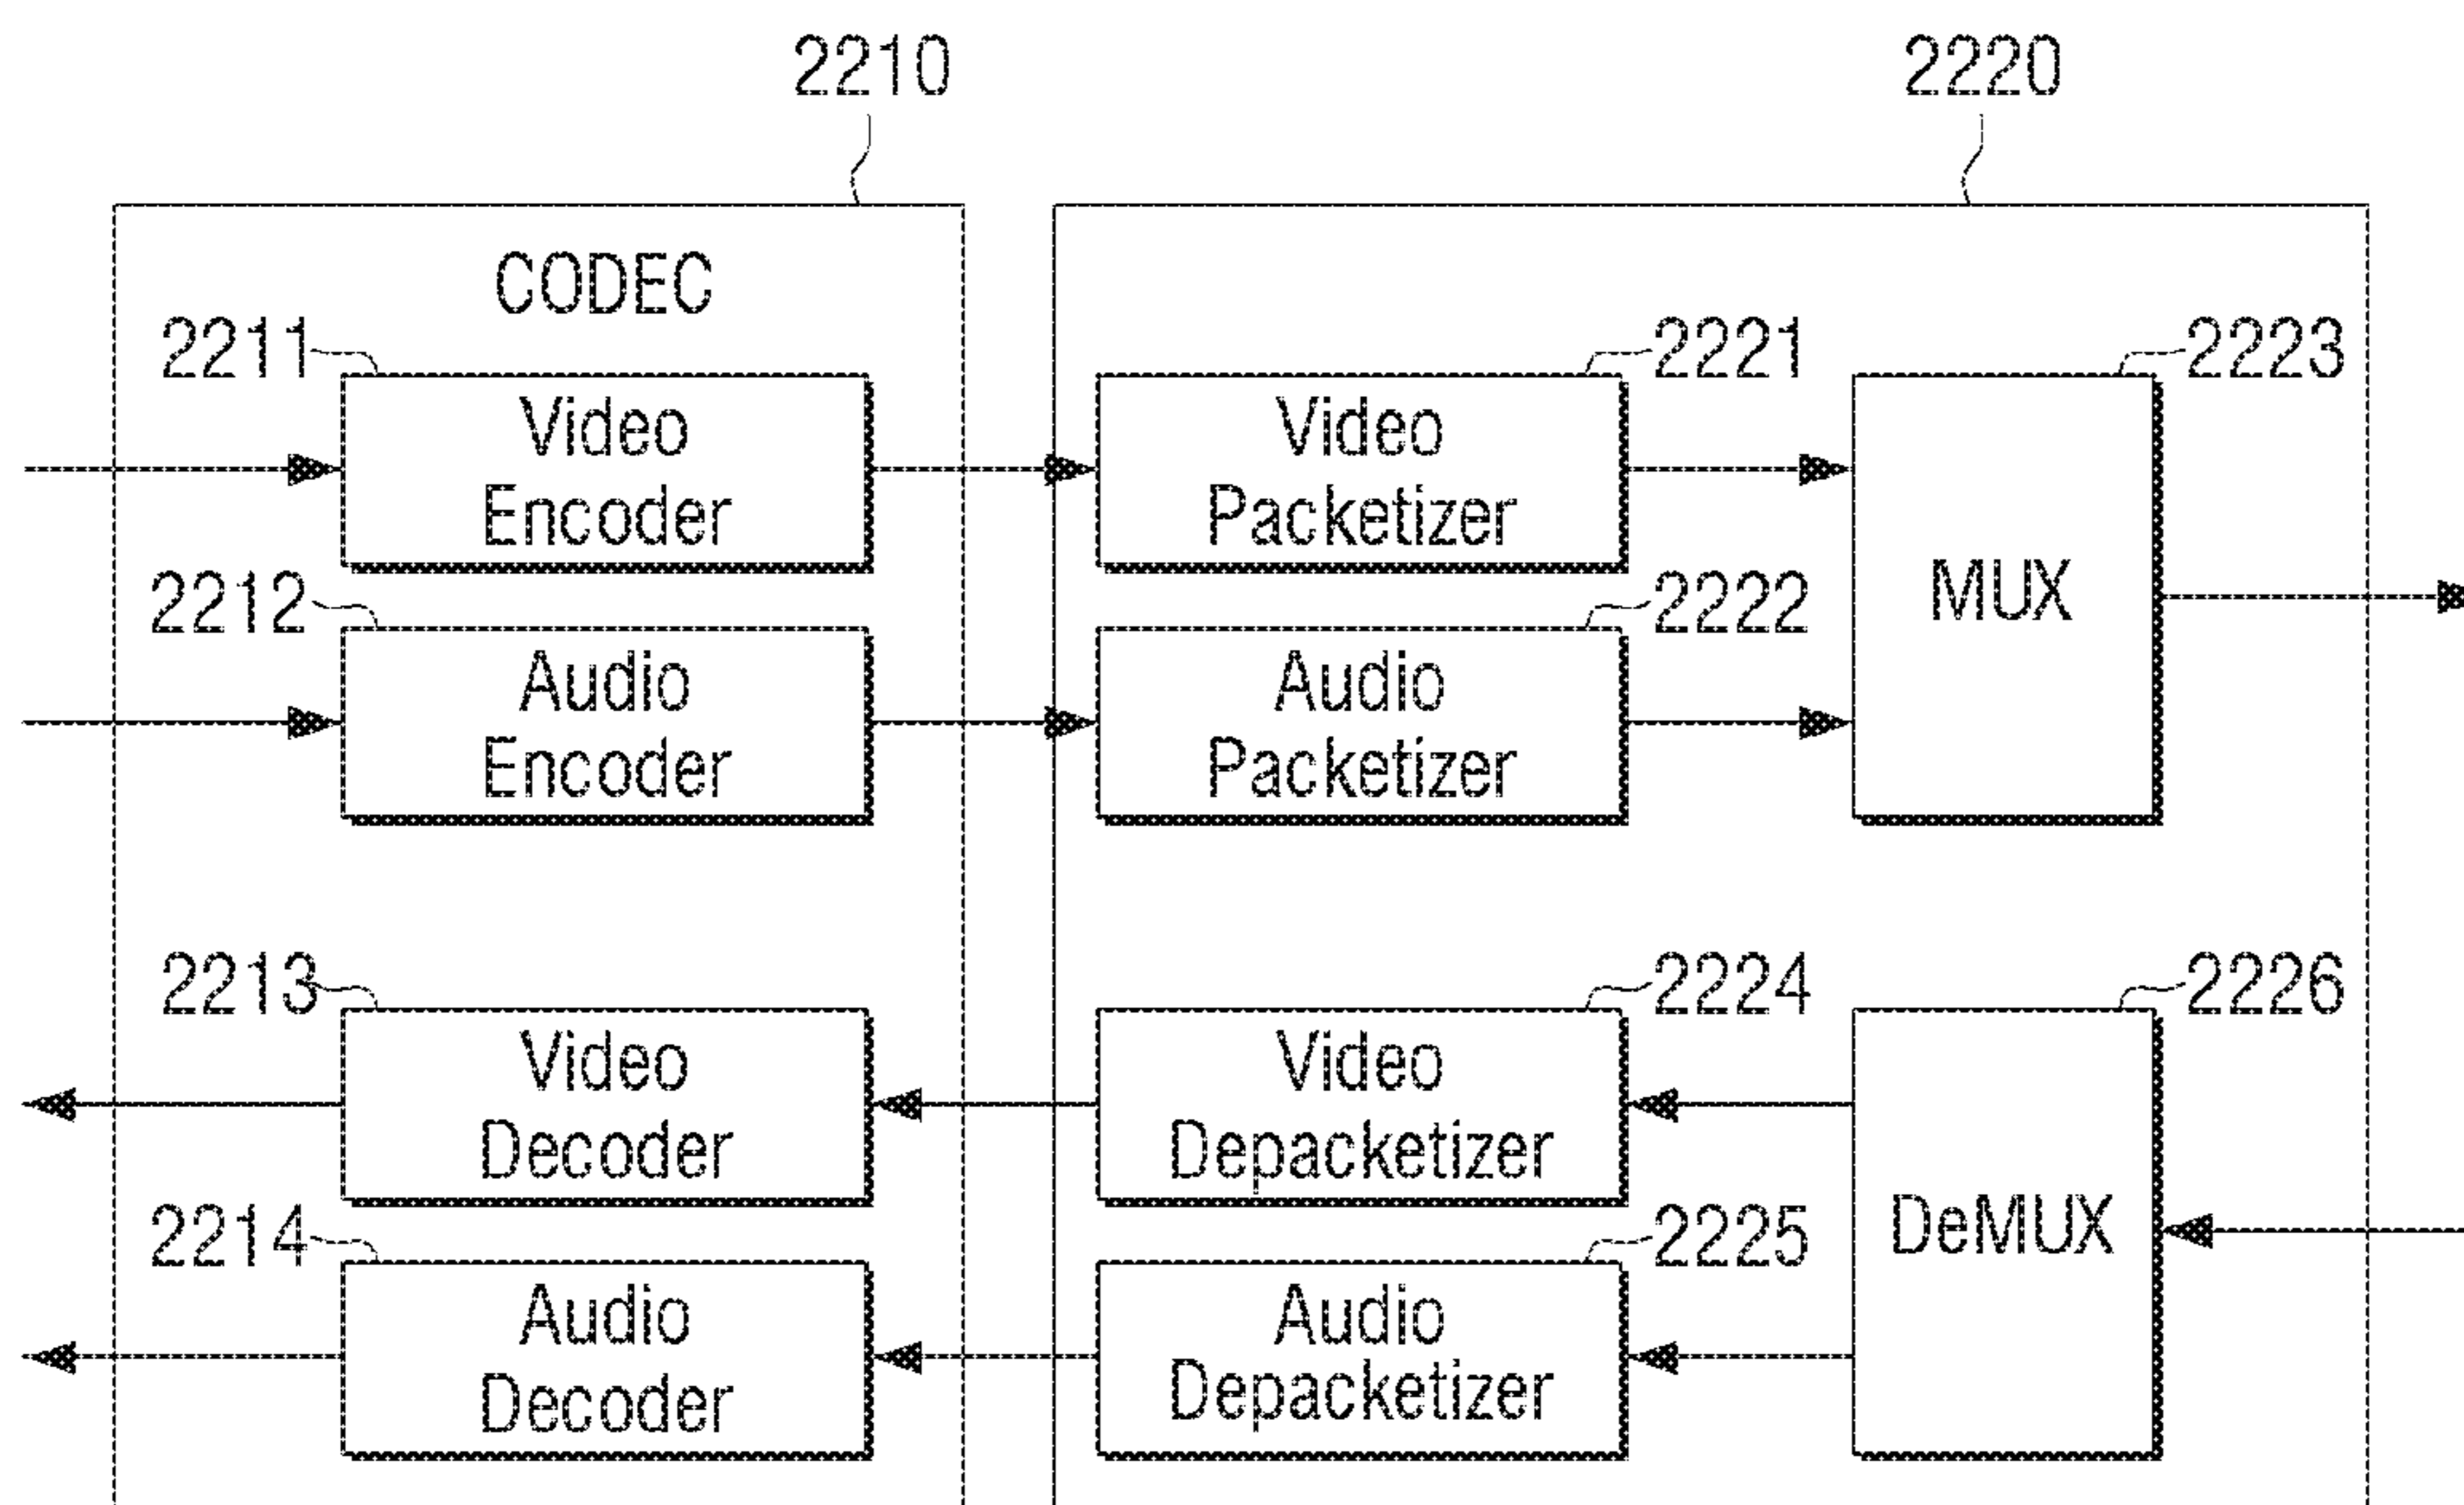 2210
2220
CODEC
2211
2221
2223
Video
Encoder
Video
Packetizer
MUX
2212
2222
Audio
Encoder
Audio
Packetizer
2213
2224
2226
Video
Decoder
Video
Depacketizer
DeMUX
2214
2225
Audio
Decoder
Audio
Depacketizer